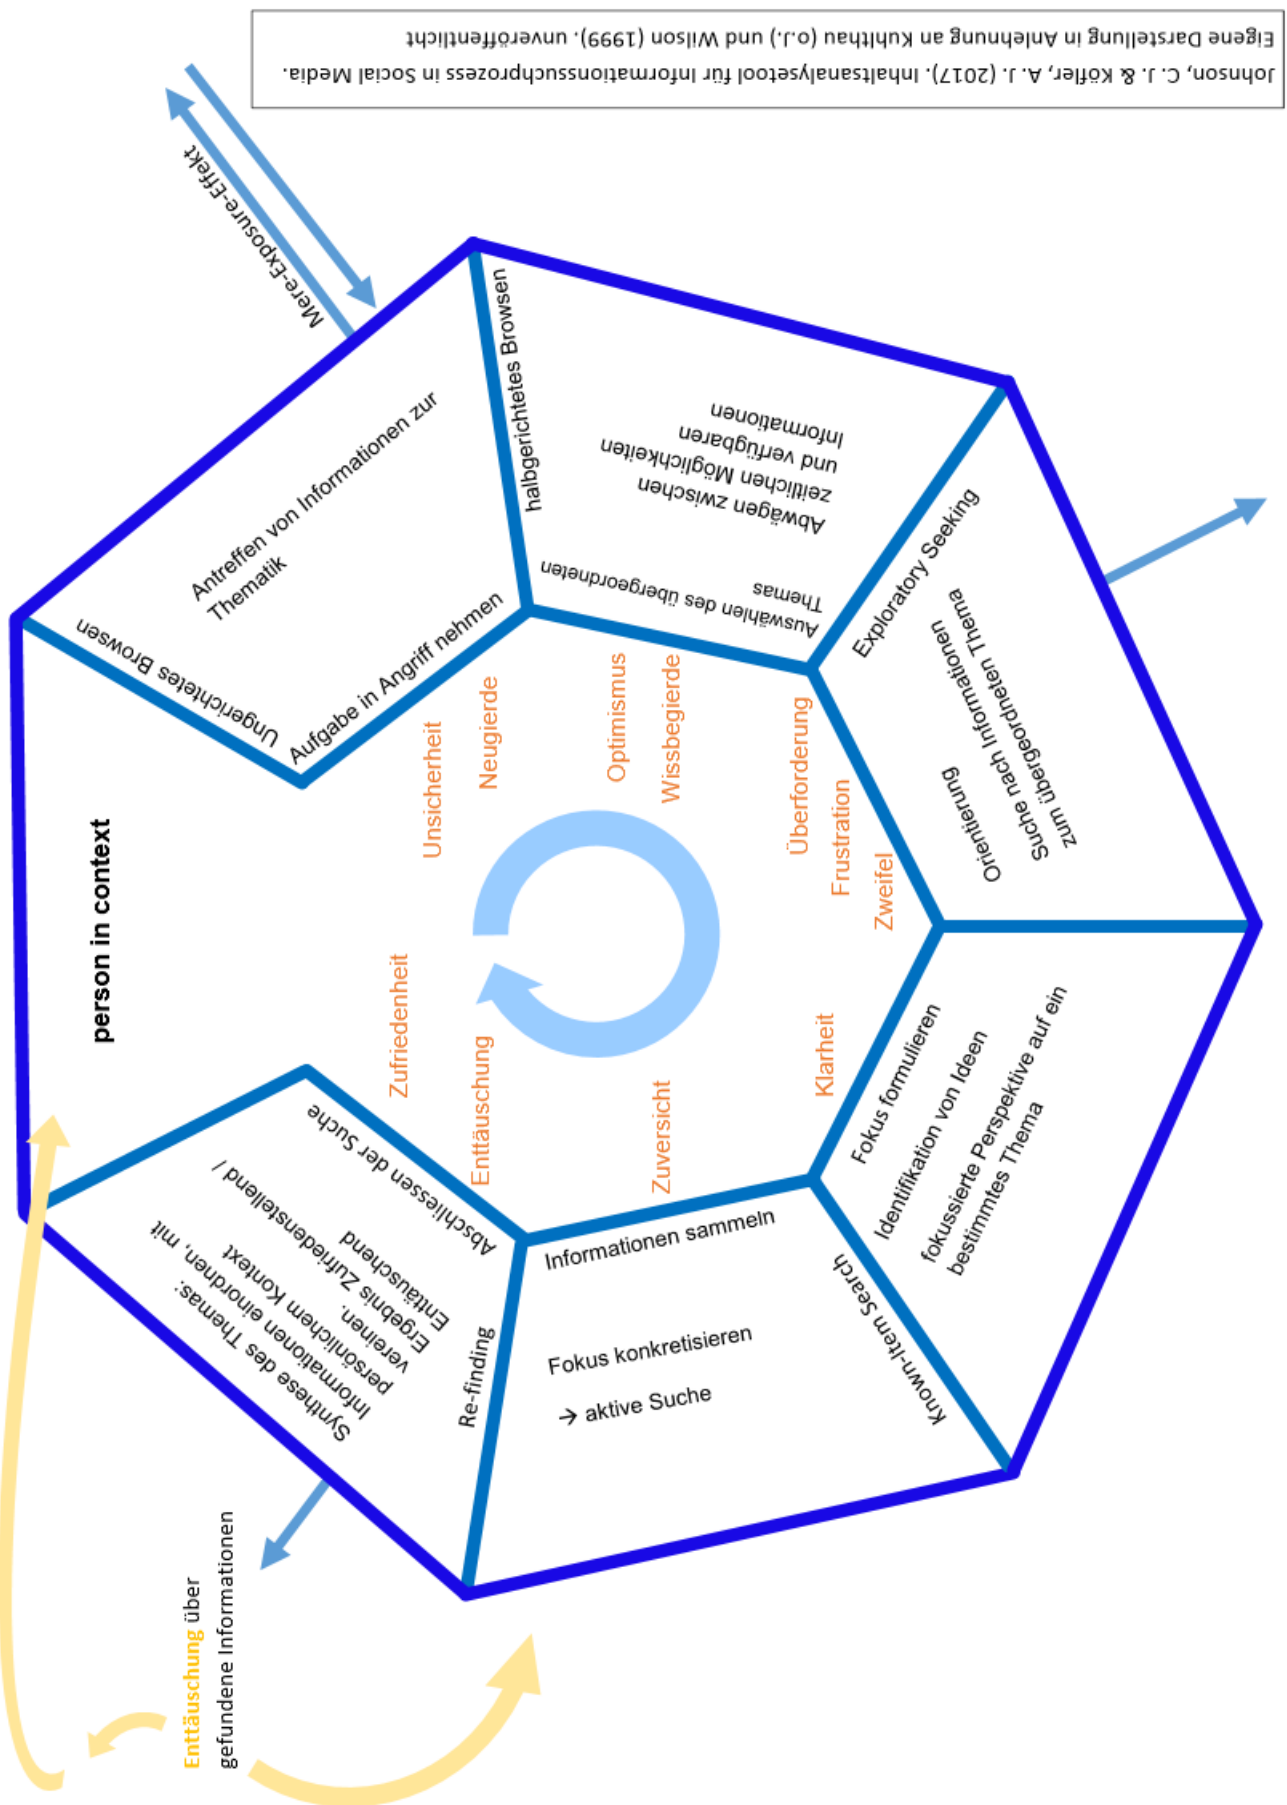 person in context
Ungerichtetes Browsen
Aufgabe in Angriff nehmen
Antreffen von Informationen zur
Thematik
Mere-Exposure-Effekt
halbgerichtetes Browsen
Auswählen des übergeordneten
Themas
Abwägen zwischen
zeitlichen Möglichkeiten
und verfügbaren
Informationen
Exploratory Seeking
Orientierung
Suche nach Informationen
zum übergeordneten Thema
Fokus formulieren
Identifikation von Ideen
fokussierte Perspektive auf ein
bestimmtes Thema
Known-Item Search
Informationen sammeln
Fokus konkretisieren
→ aktive Suche
Re-finding
Abschliessen der Suche
Synthese des Themas:
Informationen einordnen, mit
persönlichem Kontext
vereinen.
Ergebnis Zufriedenstellend /
Enttäuschend
Unsicherheit
Neugierde
Optimismus
Wissbegierde
Überforderung
Frustration
Zweifel
Klarheit
Zuversicht
Enttäuschung
Zufriedenheit
Enttäuschung über
gefundene Informationen
Johnson, C. J. & Köfler, A. J. (2017). Inhaltsanalysetool für Informationssuchprozess in Social Media.
Eigene Darstellung in Anlehnung an Kuhlthau (o.J.) und Wilson (1999). unveröffentlicht